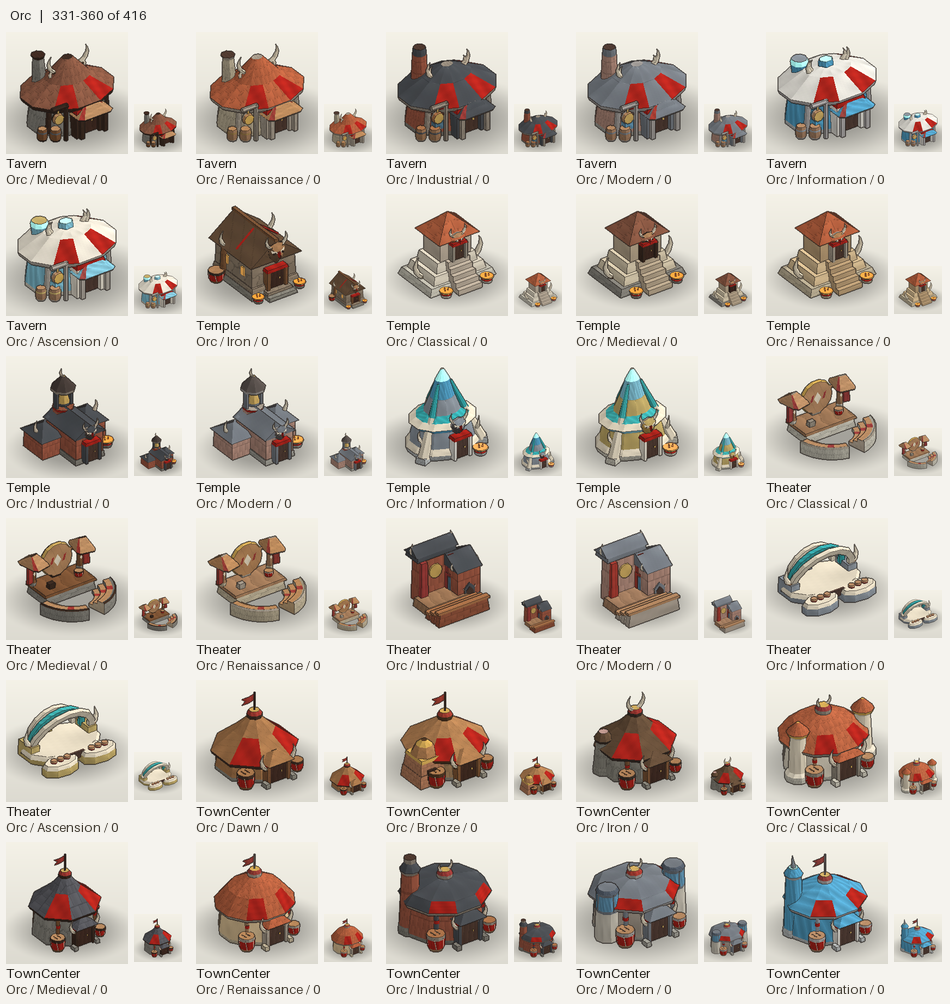 Orc | 331-360 of 416
Tavern
Orc / Medieval / 0
Tavern
Orc / Renaissance / 0
Tavern
Orc / Industrial / 0
Tavern
Orc / Modern / 0
Tavern
Orc / Information / 0
Tavern
Orc / Ascension / 0
Temple
Orc / Iron / 0
Temple
Orc / Classical / 0
Temple
Orc / Medieval / 0
Temple
Orc / Renaissance / 0
Temple
Orc / Industrial / 0
Temple
Orc / Modern / 0
Temple
Orc / Information / 0
Temple
Orc / Ascension / 0
Theater
Orc / Classical / 0
Theater
Orc / Medieval / 0
Theater
Orc / Renaissance / 0
Theater
Orc / Industrial / 0
Theater
Orc / Modern / 0
Theater
Orc / Information / 0
Theater
Orc / Ascension / 0
TownCenter
Orc / Dawn / 0
TownCenter
Orc / Bronze / 0
TownCenter
Orc / Iron / 0
TownCenter
Orc / Classical / 0
TownCenter
Orc / Medieval / 0
TownCenter
Orc / Renaissance / 0
TownCenter
Orc / Industrial / 0
TownCenter
Orc / Modern / 0
TownCenter
Orc / Information / 0